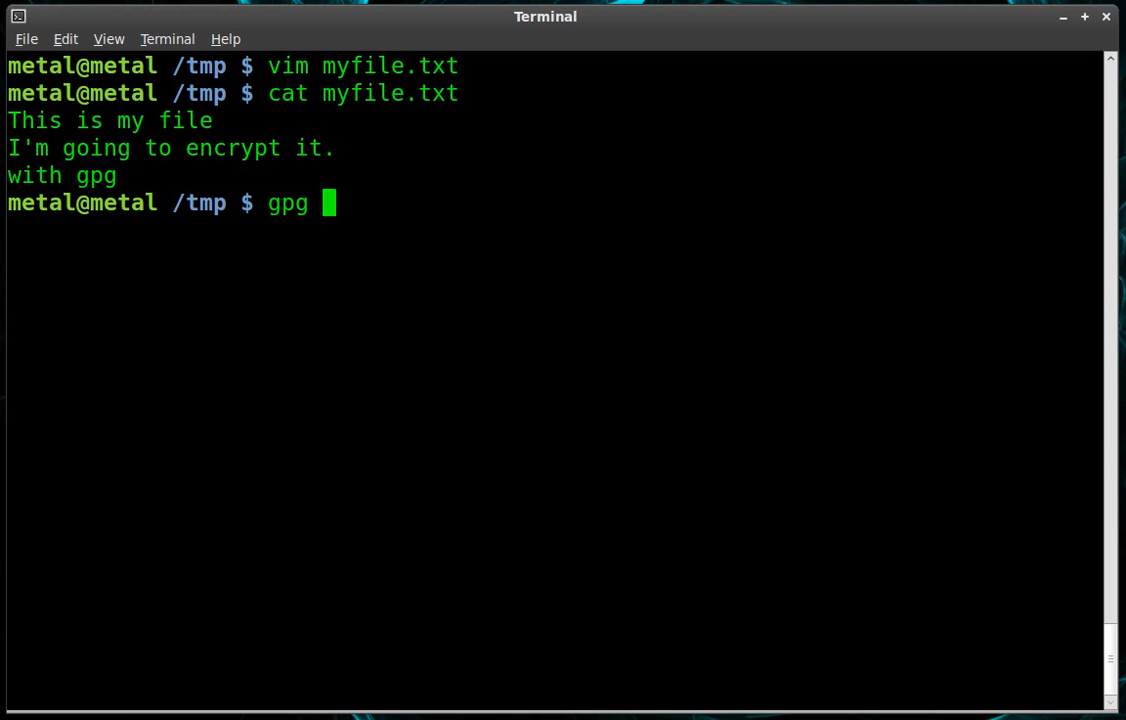 Terminal
File Edit View Terminal Help
metal@metal /tmp $ vim myfile.txt
metal@metal /tmp $ cat myfile.txt
This is my file
I'm going to encrypt it.
with gpg
metal@metal /tmp $ gpg